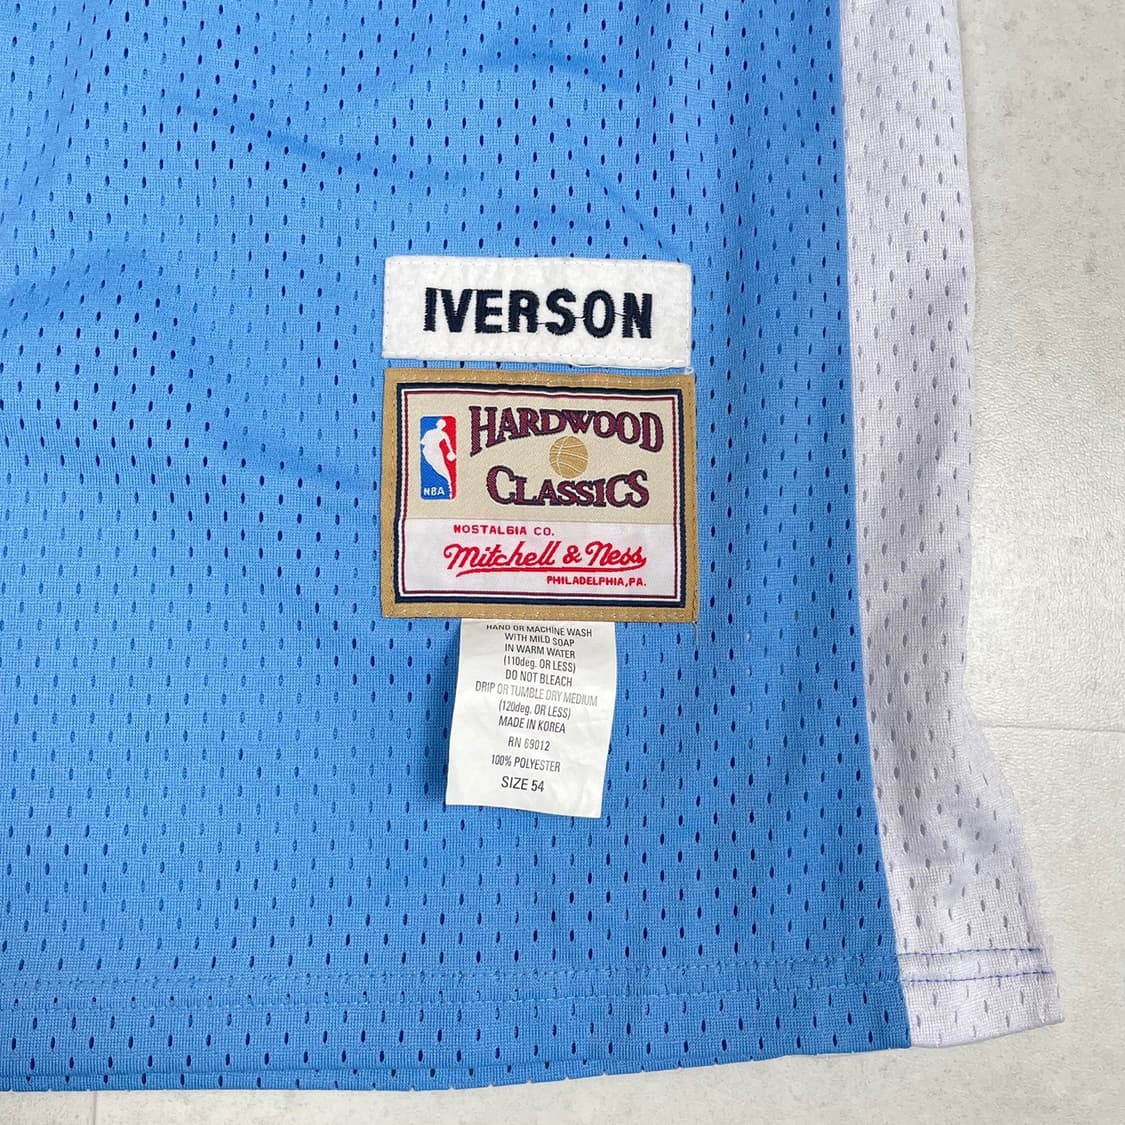 IVERSON
HARDWOOD
NBA
CLASSICS
NOSTALGIA CO.
Mitchell & Ness
PHILADELPHIA, PA.
HAND OR MACHINE WASH
WITH MILD SOAP
IN WARM WATER
(110deg. OR LESS)
DO NOT BLEACH
DRIP OR TUMBLE DRY MEDIUM
(120deg. OR LESS)
MADE IN KOREA
RN 69012
100% POLYESTER
SIZE 54